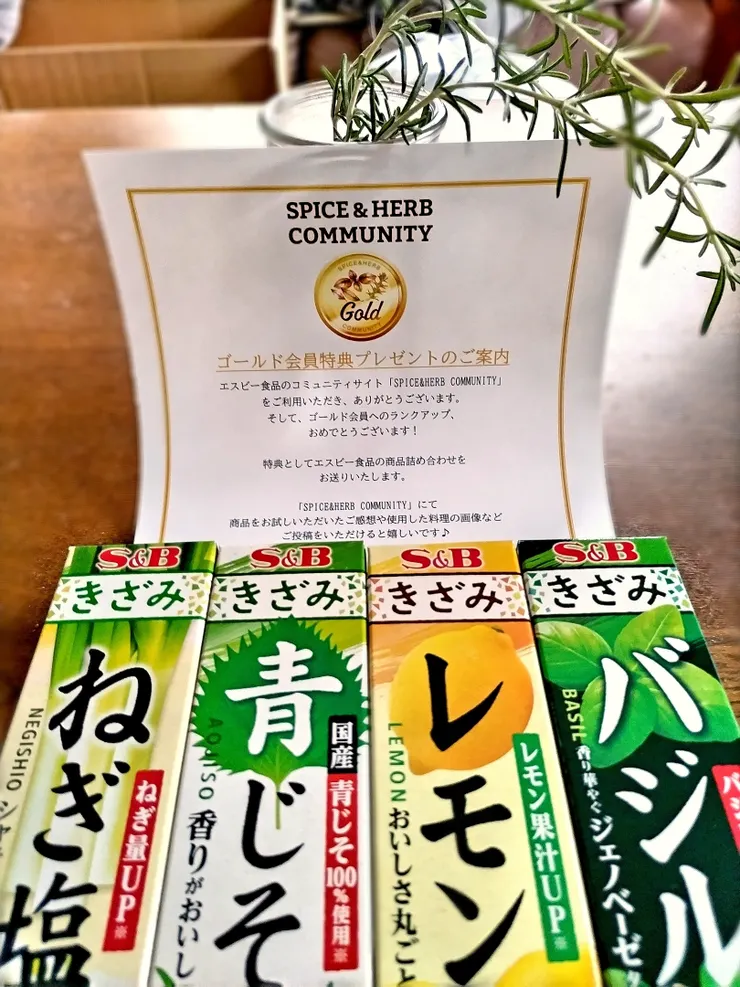 SPICE & HERB
COMMUNITY
SPICE&HERB
Gold
COMMUNITY
ゴールド会員特典プレゼントのご案内
エスビー食品のコミュニティサイト「SPICE&HERB COMMUNITY」
をご利用いただき、ありがとうございます。
そして、ゴールド会員へのランクアップ、
おめでとうございます!
特典としてエスビー食品の商品詰め合わせを
お送りいたします。
「SPICE&HERB COMMUNITY」にて
商品をお試しいただいたご感想や使用した料理の画像など
ご投稿をいただけると嬉しいです♪
S&B
きざみ
ねぎ塩
NEGISHIO
シャ
ねぎ量UP※
S&B
きざみ
青じそ
AOJISO
香りがおいし
国産
青じそ100%使用※
S&B
きざみ
レモン
LEMON
おいしさ丸ごと
レモン果汁UP※
S&B
きざみ
バジル
BASIL
香り華やぐ
ジェノベーゼ
バジ